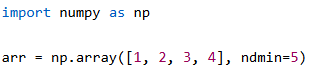 import numpy as np
arr = np.array([1, 2, 3, 4], ndmin=5)